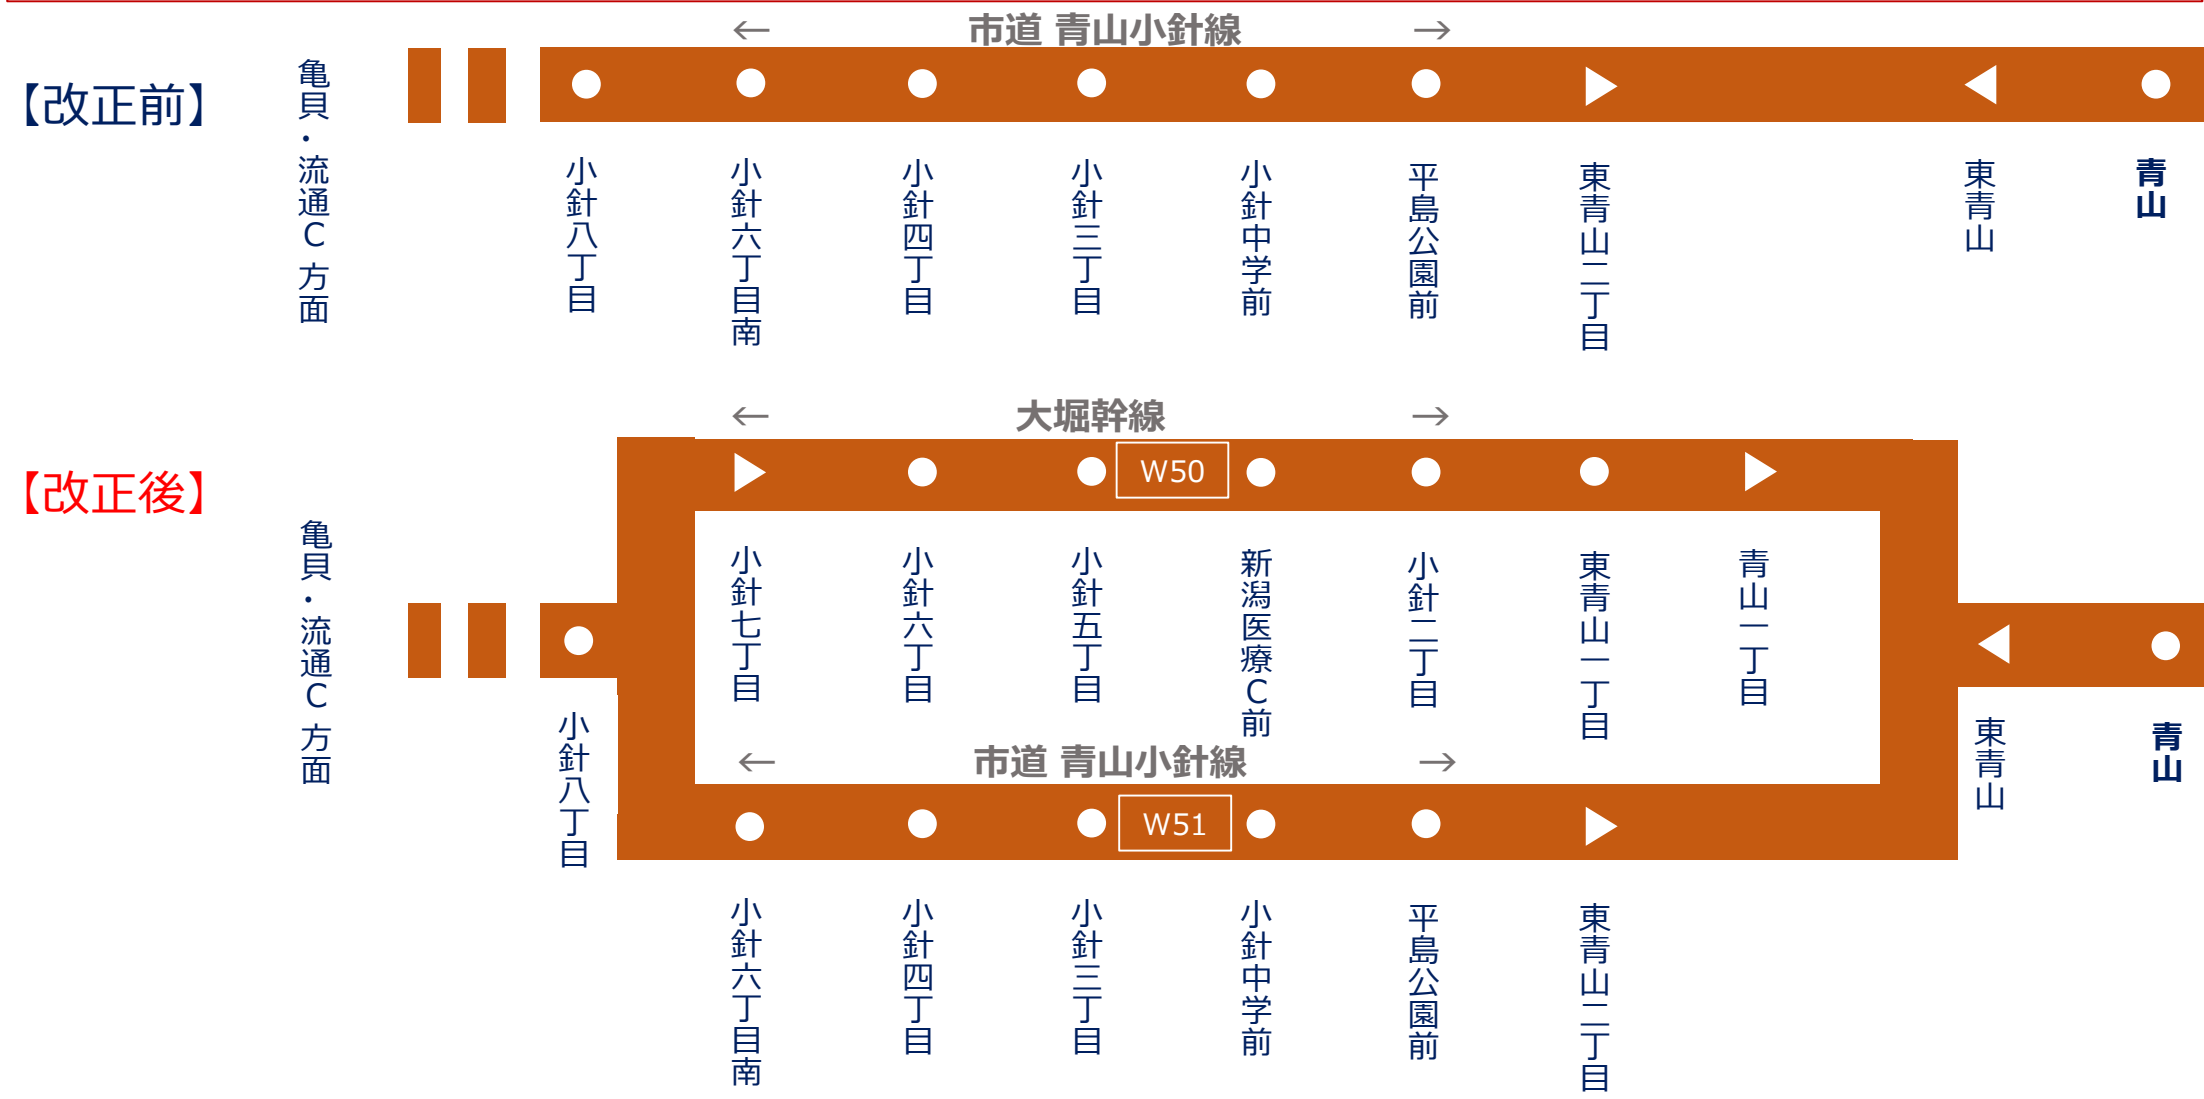 ← 市道 青山小針線 →
【改正前】
亀貝・流通C 方面
小針八丁目
小針六丁目南
小針四丁目
小針三丁目
小針中学前
平島公園前
東青山二丁目
東青山
青山
← 大堀幹線 →
【改正後】
W50
亀貝・流通C 方面
小針八丁目
小針七丁目
小針六丁目
小針五丁目
新潟医療C前
小針二丁目
東青山一丁目
青山一丁目
東青山
青山
← 市道 青山小針線 →
W51
小針六丁目南
小針四丁目
小針三丁目
小針中学前
平島公園前
東青山二丁目